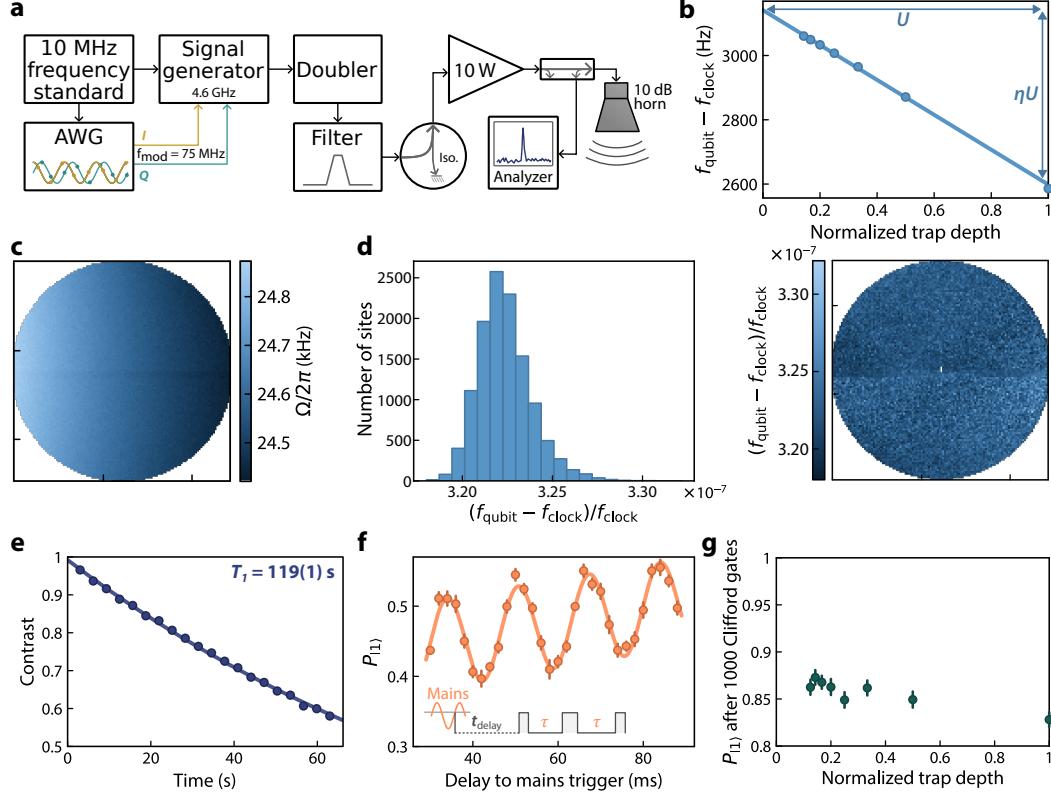 a
10 MHz
frequency
standard
Signal
generator
4.6 GHz
Doubler
10 W
10 dB
horn
AWG
I
f_mod = 75 MHz
Q
Filter
Iso.
Analyzer
b
f_qubit − f_clock (Hz)
3000
2800
2600
U
ηU
0
0.2
0.4
0.6
0.8
1
Normalized trap depth
c
24.8
24.7
24.6
24.5
Ω/2π (kHz)
d
Number of sites
2500
2000
1500
1000
500
0
3.20
3.25
3.30
×10⁻⁷
(f_qubit − f_clock)/f_clock
×10⁻⁷
3.30
3.25
3.20
(f_qubit − f_clock)/f_clock
e
T₁ = 119(1) s
Contrast
1
0.9
0.8
0.7
0.6
0.5
0
20
40
60
Time (s)
f
P|1⟩
0.5
0.4
0.3
Mains
t_delay
τ
τ
40
60
80
Delay to mains trigger (ms)
g
P|1⟩ after 1000 Clifford gates
1
0.95
0.9
0.85
0.8
0
0.2
0.4
0.6
0.8
1
Normalized trap depth